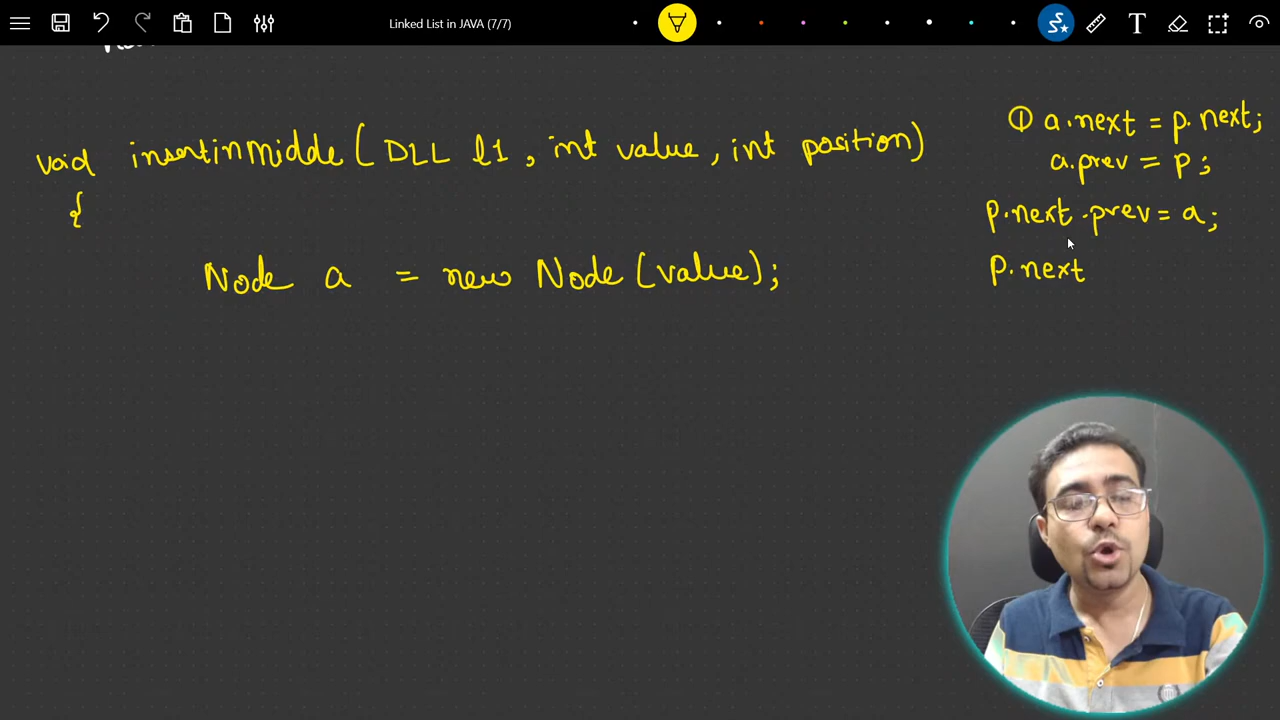 Linked List in JAVA (7/7)
T
void insertinMidde ( DLL l1 , int value , int position)
{
Node a = new Node (value);
① a.next = p.next;
a.prev = p ;
p.next.prev = a ;
p.next